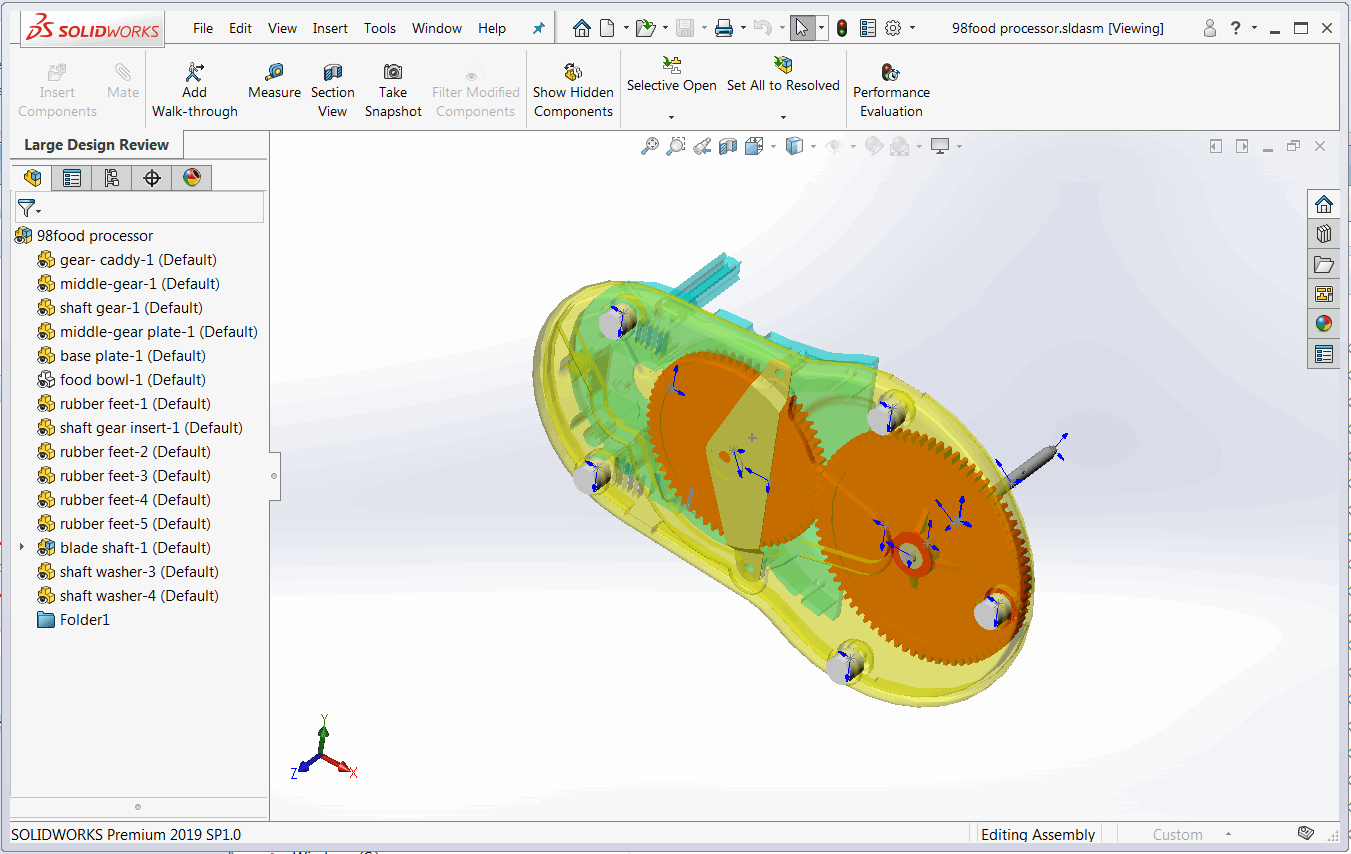 SOLIDWORKS
File Edit View Insert Tools Window Help
98food processor.sldasm [Viewing]
?
Insert Components
Mate
Add Walk-through
Measure
Section View
Take Snapshot
Filter Modified Components
Show Hidden Components
Selective Open
Set All to Resolved
Performance Evaluation
Large Design Review
98food processor
gear- caddy-1 (Default)
middle-gear-1 (Default)
shaft gear-1 (Default)
middle-gear plate-1 (Default)
base plate-1 (Default)
food bowl-1 (Default)
rubber feet-1 (Default)
shaft gear insert-1 (Default)
rubber feet-2 (Default)
rubber feet-3 (Default)
rubber feet-4 (Default)
rubber feet-5 (Default)
blade shaft-1 (Default)
shaft washer-3 (Default)
shaft washer-4 (Default)
Folder1
Y
Z
X
SOLIDWORKS Premium 2019 SP1.0
Editing Assembly
Custom